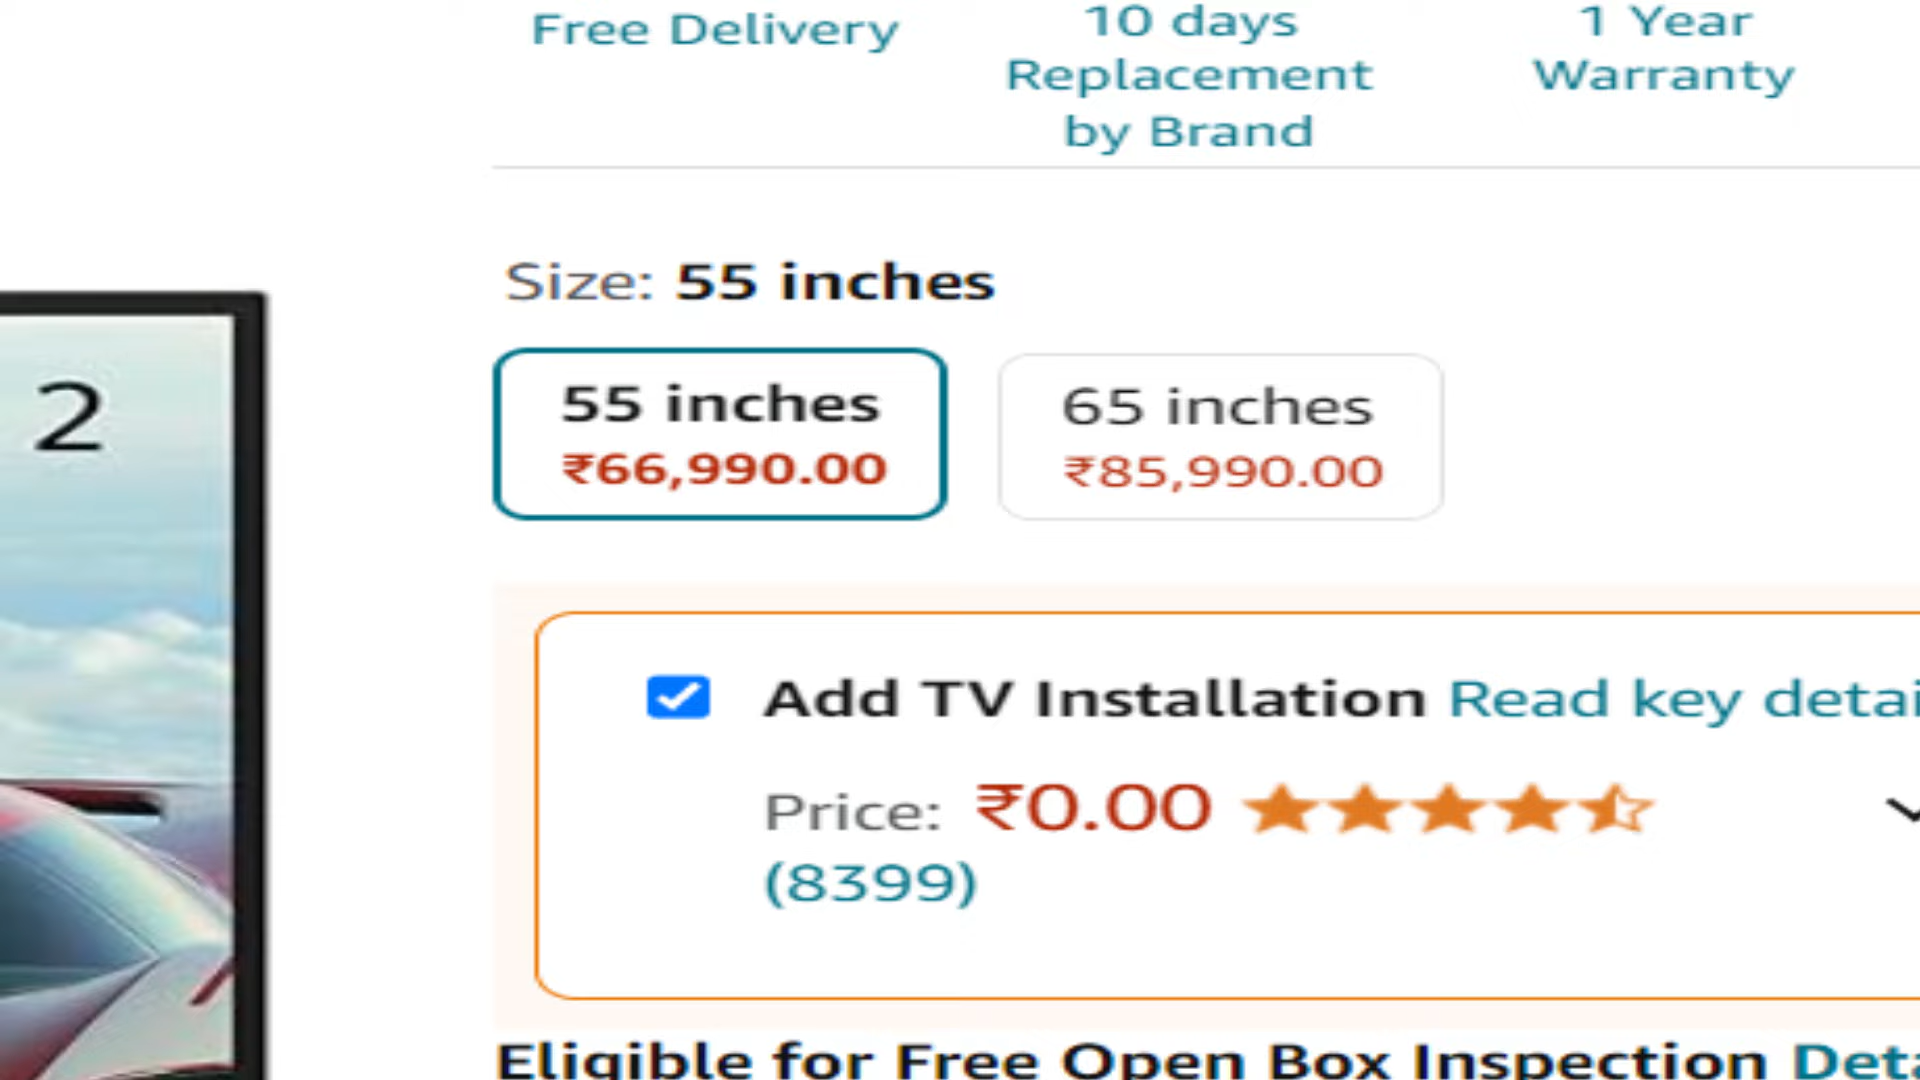 Free Delivery
10 days
Replacement
by Brand
1 Year
Warranty
Size: 55 inches
55 inches
₹66,990.00
65 inches
₹85,990.00
2
Add TV Installation Read key detai
Price: ₹0.00
(8399)
Eligible for Free Open Box Inspection Deta